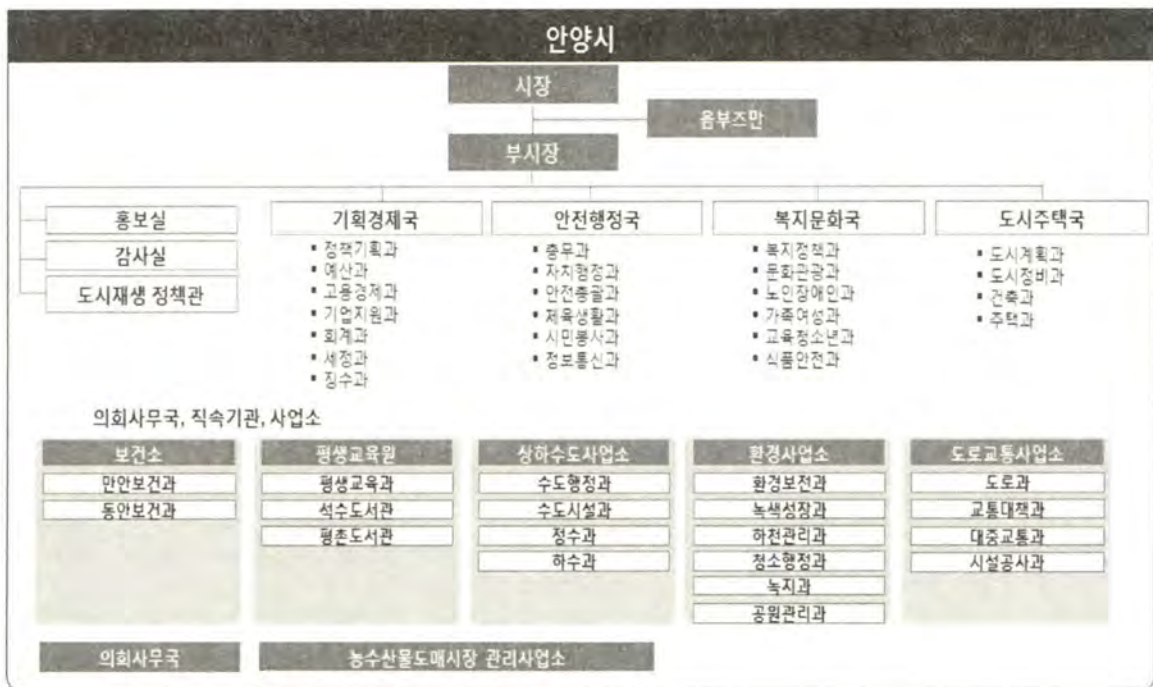 안양시
시장
옴부즈만
부시장
홍보실
감사실
도시재생 정책관
기획경제국
▪ 정책기획과
▪ 예산과
▪ 고용경제과
▪ 기업지원과
▪ 회계과
▪ 세정과
▪ 징수과
안전행정국
▪ 총무과
▪ 자치행정과
▪ 안전총괄과
▪ 체육생활과
▪ 시민봉사과
▪ 정보통신과
복지문화국
▪ 복지정책과
▪ 문화관광과
▪ 노인장애인과
▪ 가족여성과
▪ 교육청소년과
▪ 식품안전과
도시주택국
▪ 도시계획과
▪ 도시정비과
▪ 건축과
▪ 주택과
의회사무국, 직속기관, 사업소
보건소
만안보건과
동안보건과
평생교육원
평생교육과
석수도서관
평촌도서관
상하수도사업소
수도행정과
수도시설과
정수과
하수과
환경사업소
환경보전과
녹색성장과
하천관리과
청소행정과
녹지과
공원관리과
도로교통사업소
도로과
교통대책과
대중교통과
시설공사과
의회사무국
농수산물도매시장 관리사업소